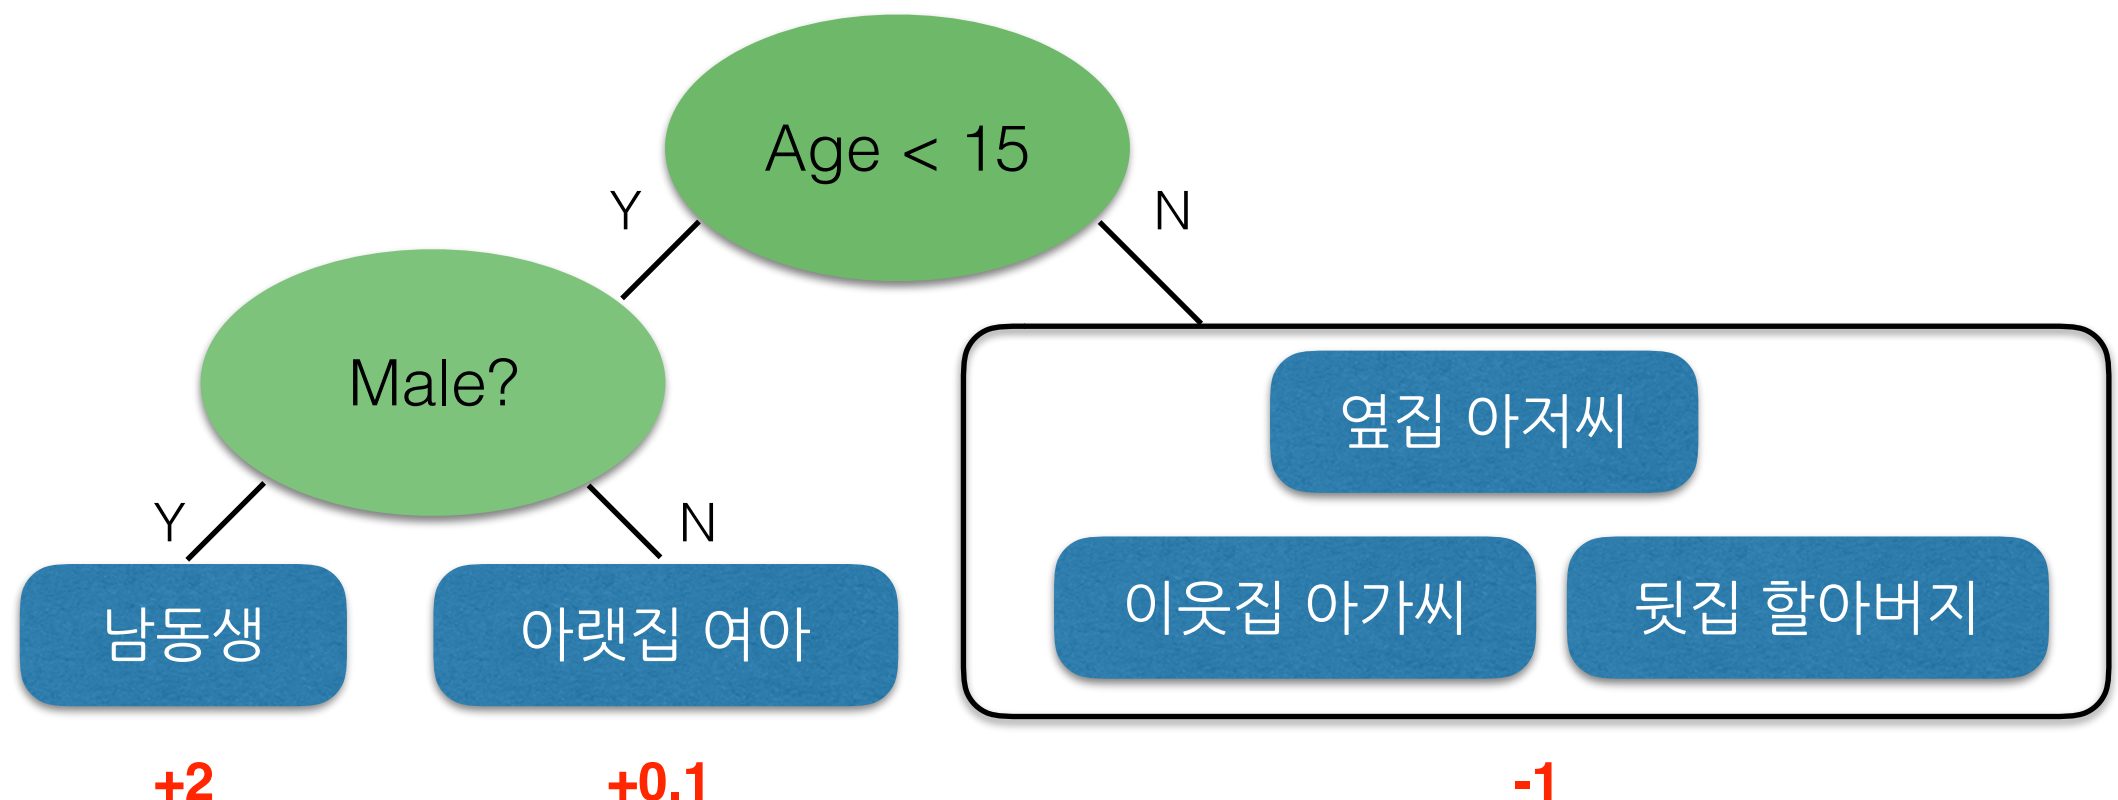 Age < 15
Y
N
Male?
옆집 아저씨
Y
N
남동생
아랫집 여아
이웃집 아가씨
뒷집 할아버지
+2
+0.1
-1